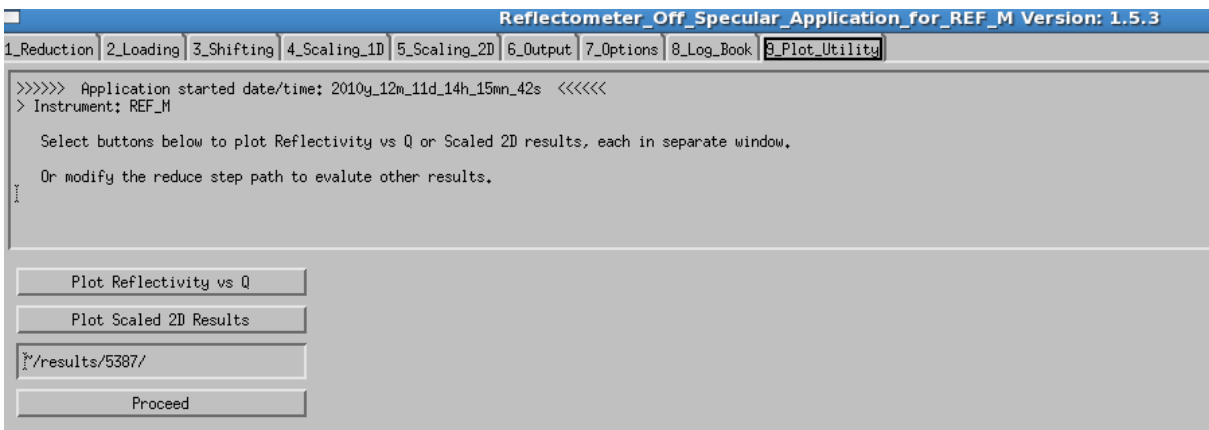 Reflectometer_Off_Specular_Application_for_REF_M Version: 1.5.3
1_Reduction 2_Loading 3_Shifting 4_Scaling_1D 5_Scaling_2D 6_Output 7_Options 8_Log_Book 9_Plot_Utility
>>>>>> Application started date/time: 2010y_12m_11d_14h_15mn_42s <<<<<<
> Instrument: REF_M
Select buttons below to plot Reflectivity vs Q or Scaled 2D results, each in separate window.
Or modify the reduce step path to evalute other results.
Plot Reflectivity vs Q
Plot Scaled 2D Results
~/results/5387/
Proceed